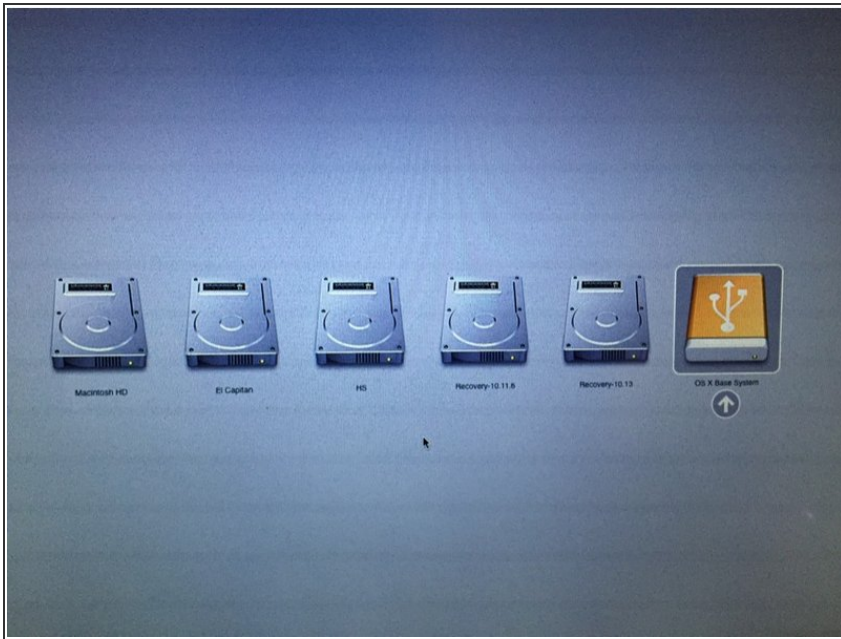 Macintosh HD
El Capitan
HS
Recovery-10.11.6
Recovery-10.13
OS X Base System